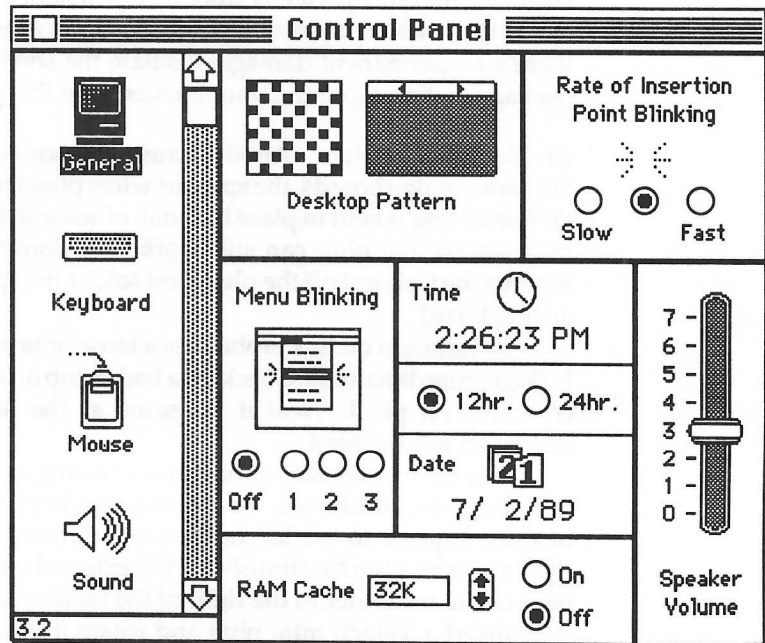 Control Panel
General
Keyboard
Mouse
Sound
3.2
Desktop Pattern
Rate of Insertion
Point Blinking
Slow
Fast
Menu Blinking
Off 1 2 3
Time
2:26:23 PM
12hr. 24hr.
Date
21
7/ 2/89
RAM Cache 32K
On
Off
7
6
5
4
3
2
1
0
Speaker
Volume